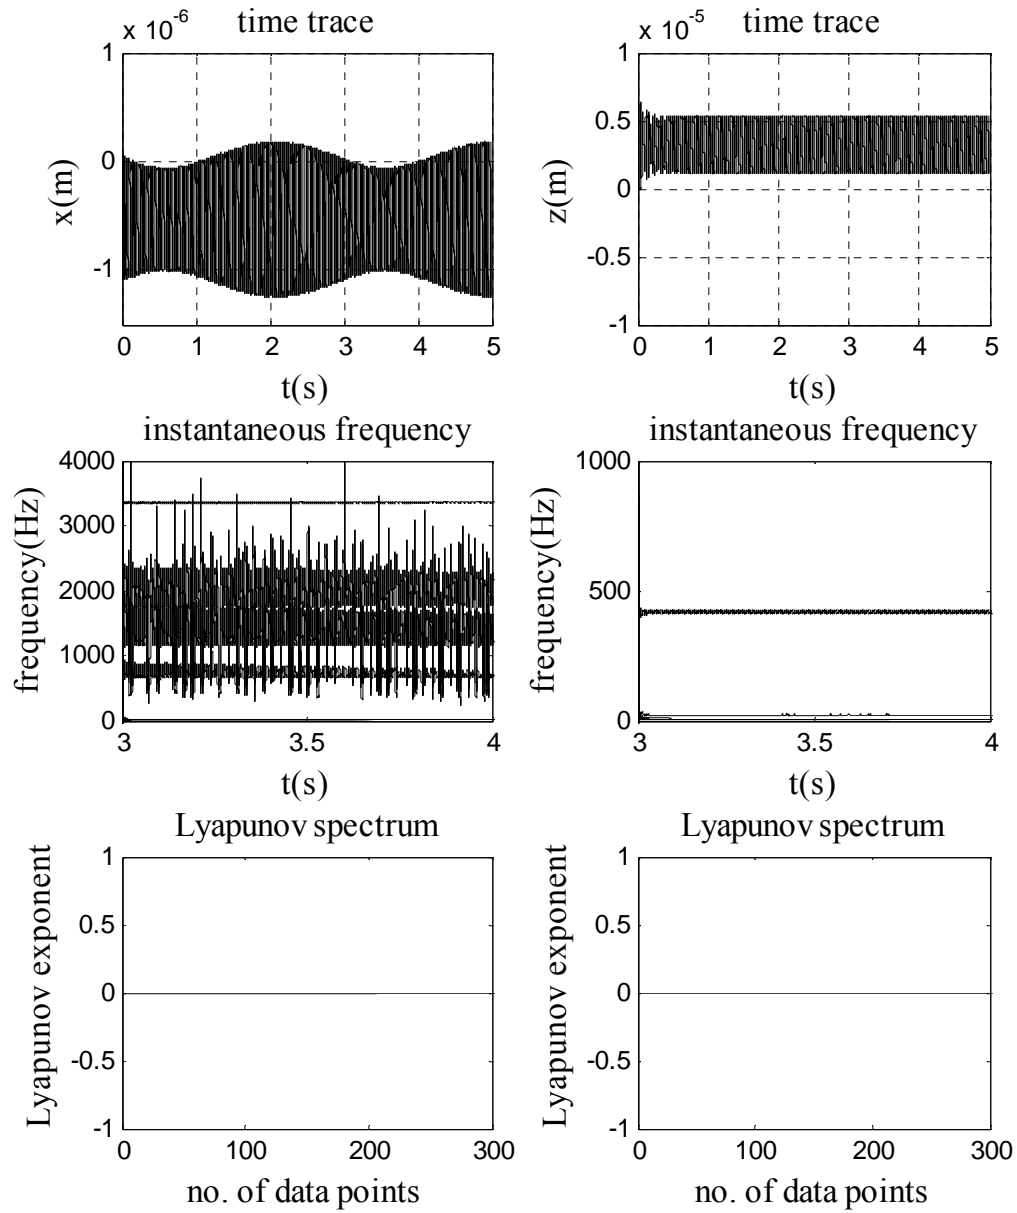 x 10^-6 time trace
1
0
-1
x(m)
0 1 2 3 4 5
t(s)
x 10^-5 time trace
1
0.5
0
-0.5
-1
z(m)
0 1 2 3 4 5
t(s)
instantaneous frequency
4000
3000
2000
1000
0
frequency(Hz)
3 3.5 4
t(s)
instantaneous frequency
1000
500
0
frequency(Hz)
3 3.5 4
t(s)
Lyapunov spectrum
1
0.5
0
-0.5
-1
Lyapunov exponent
0 100 200 300
no. of data points
Lyapunov spectrum
1
0.5
0
-0.5
-1
Lyapunov exponent
0 100 200 300
no. of data points